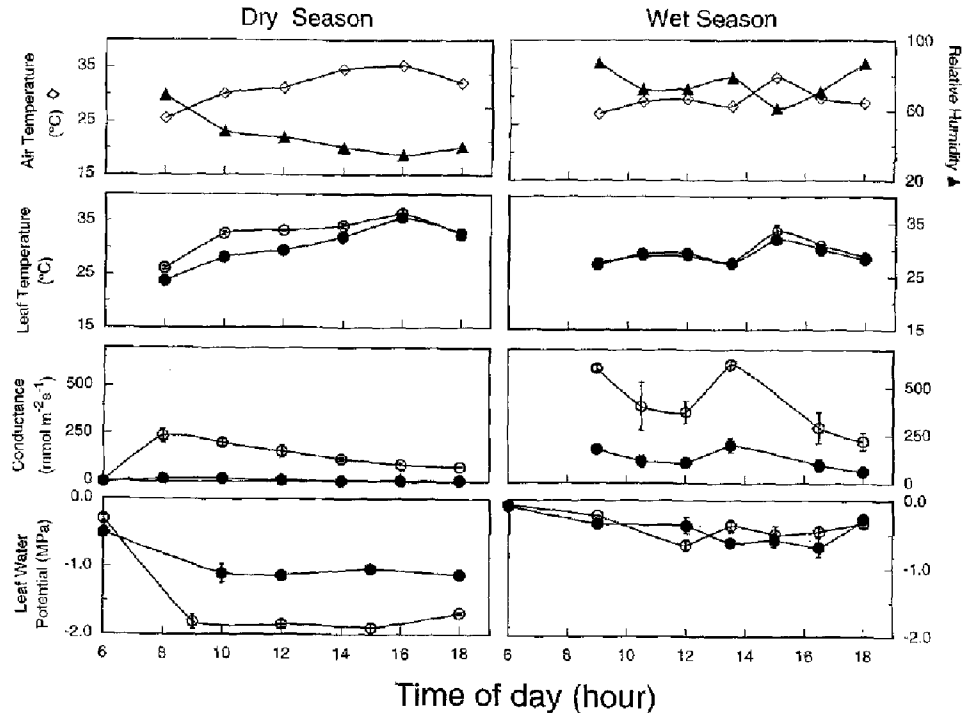 Dry Season
Wet Season
Air Temperature
(°C) ◇
35
25
15
100
60
20
Relative Humidity ▲
Leaf Temperature
(°C)
35
25
15
35
25
15
Conductance
(mmol m⁻²s⁻¹)
500
250
0
500
250
0
Leaf Water
Potential (MPa)
0.0
-1.0
-2.0
0.0
-1.0
-2.0
6 8 10 12 14 16 18
6 8 10 12 14 16 18
Time of day (hour)